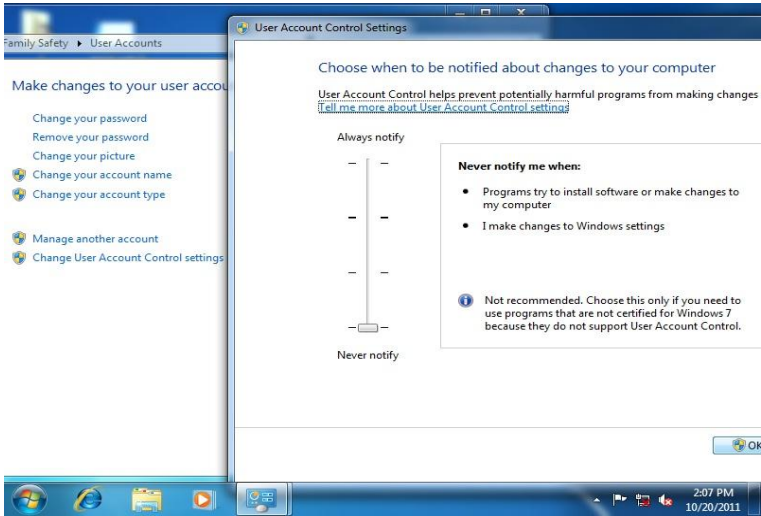 Family Safety ▸ User Accounts
Make changes to your user accou
Change your password
Remove your password
Change your picture
Change your account name
Change your account type
Manage another account
Change User Account Control settings
User Account Control Settings
Choose when to be notified about changes to your computer
User Account Control helps prevent potentially harmful programs from making changes
Tell me more about User Account Control settings
Always notify
Never notify
Never notify me when:
• Programs try to install software or make changes to
my computer
• I make changes to Windows settings
Not recommended. Choose this only if you need to
use programs that are not certified for Windows 7
because they do not support User Account Control.
OK
2:07 PM
10/20/2011